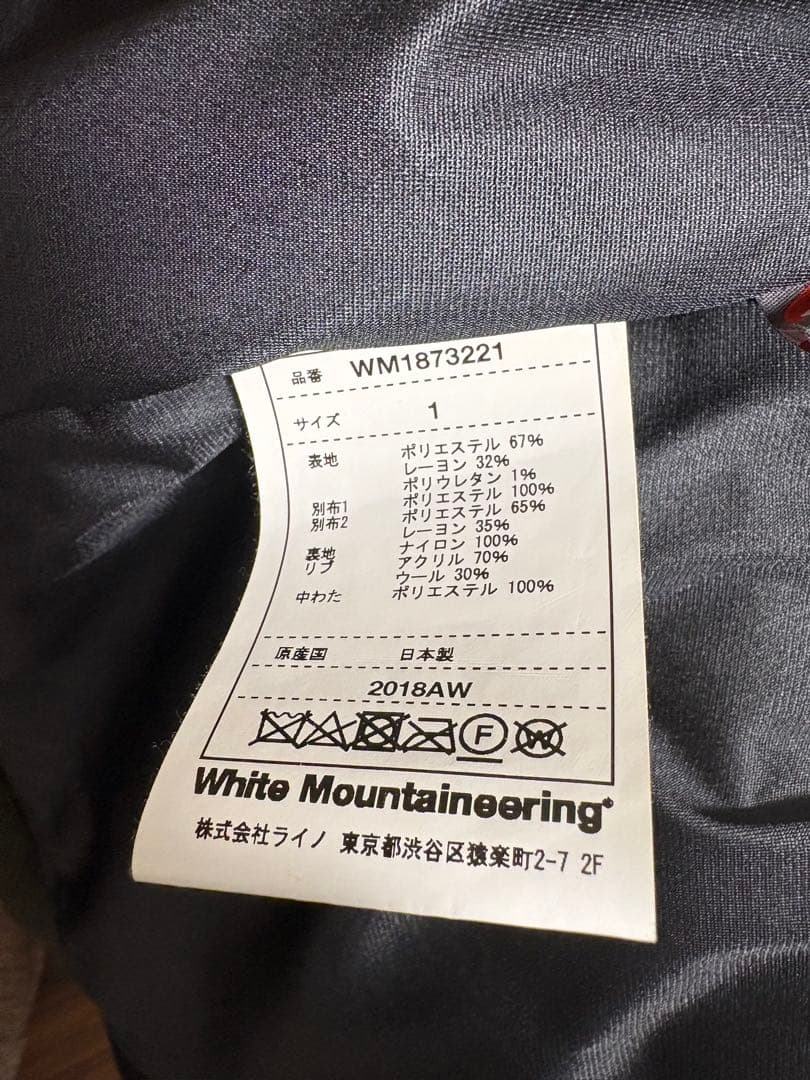 品番 WM1873221
サイズ 1
表地 ポリエステル 67%
レーヨン 32%
ポリウレタン 1%
別布1 ポリエステル 100%
別布2 ポリエステル 65%
レーヨン 35%
裏地 ナイロン 100%
リブ アクリル 70%
ウール 30%
中わた ポリエステル 100%
原産国 日本製
2018AW
F W
White Mountaineering®
株式会社ライノ 東京都渋谷区猿楽町2-7 2F